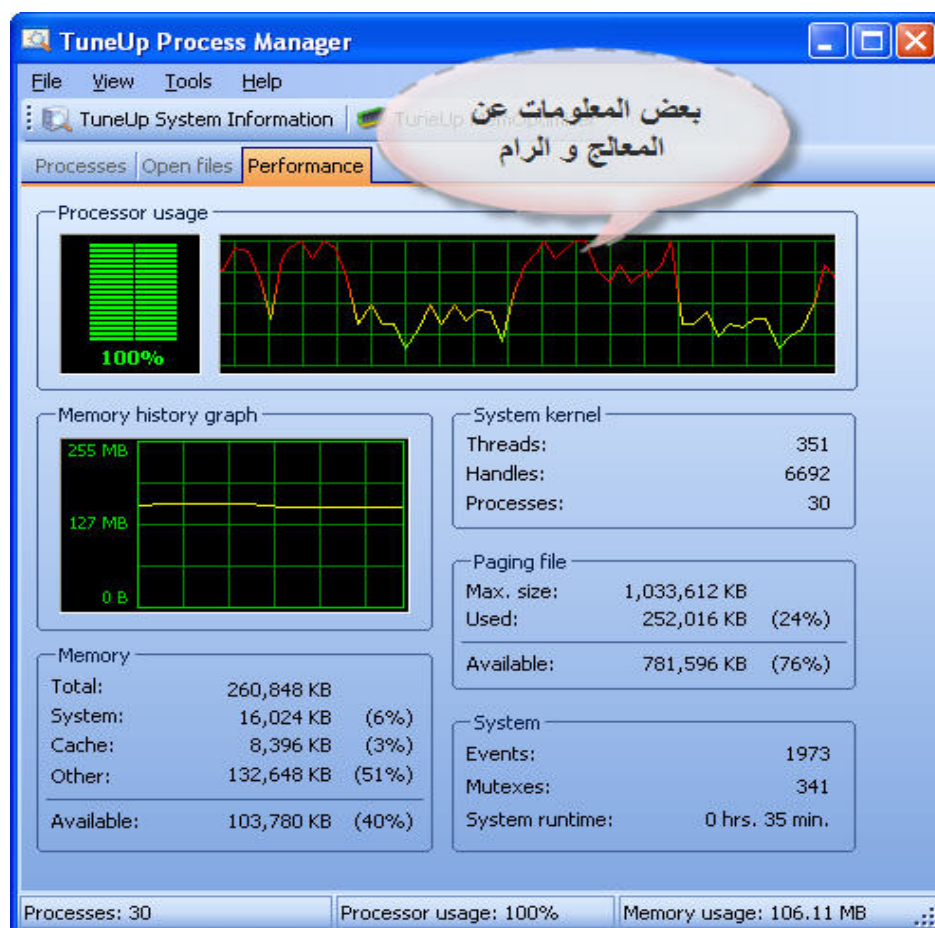 TuneUp Process Manager
File View Tools Help
TuneUp System Information
بعض المعلومات عن
المعالج و الرام
Processes Open files Performance
Processor usage
100%
Memory history graph
255 MB
127 MB
0 B
System kernel
Threads: 351
Handles: 6692
Processes: 30
Paging file
Max. size: 1,033,612 KB
Used: 252,016 KB (24%)
Available: 781,596 KB (76%)
Memory
Total: 260,848 KB
System: 16,024 KB (6%)
Cache: 8,396 KB (3%)
Other: 132,648 KB (51%)
Available: 103,780 KB (40%)
System
Events: 1973
Mutexes: 341
System runtime: 0 hrs. 35 min.
Processes: 30 Processor usage: 100% Memory usage: 106.11 MB